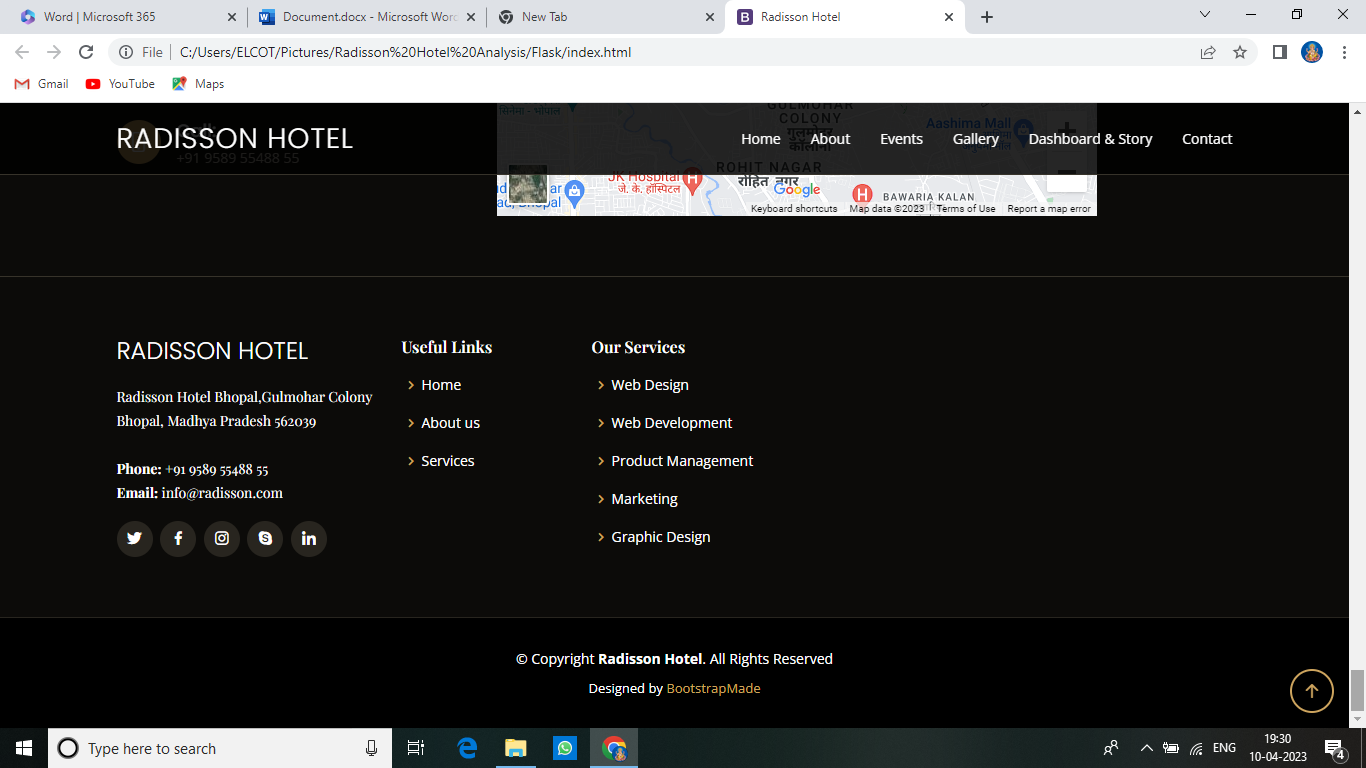 Word | Microsoft 365
Document.docx - Microsoft Word
New Tab
Radisson Hotel
File
C:/Users/ELCOT/Pictures/Radisson%20Hotel%20Analysis/Flask/index.html
Gmail
YouTube
Maps
RADISSON HOTEL
Call:
+91 9589 55488 55
Home
About
Events
Gallery
Dashboard & Story
Contact
GULMOHAR
COLONY
गुलमोहर
कॉलोनी
Aashima Mall
ROHIT NAGAR
रोहित नगर
JK Hospital
जे. के. हॉस्पिटल
Google
BAWARIA KALAN
Keyboard shortcuts
Map data ©2023
Terms of Use
Report a map error
RADISSON HOTEL
Radisson Hotel Bhopal,Gulmohar Colony
Bhopal, Madhya Pradesh 562039
Phone: +91 9589 55488 55
Email: info@radisson.com
Useful Links
Home
About us
Services
Our Services
Web Design
Web Development
Product Management
Marketing
Graphic Design
© Copyright Radisson Hotel. All Rights Reserved
Designed by BootstrapMade
Type here to search
ENG
19:30
10-04-2023
4